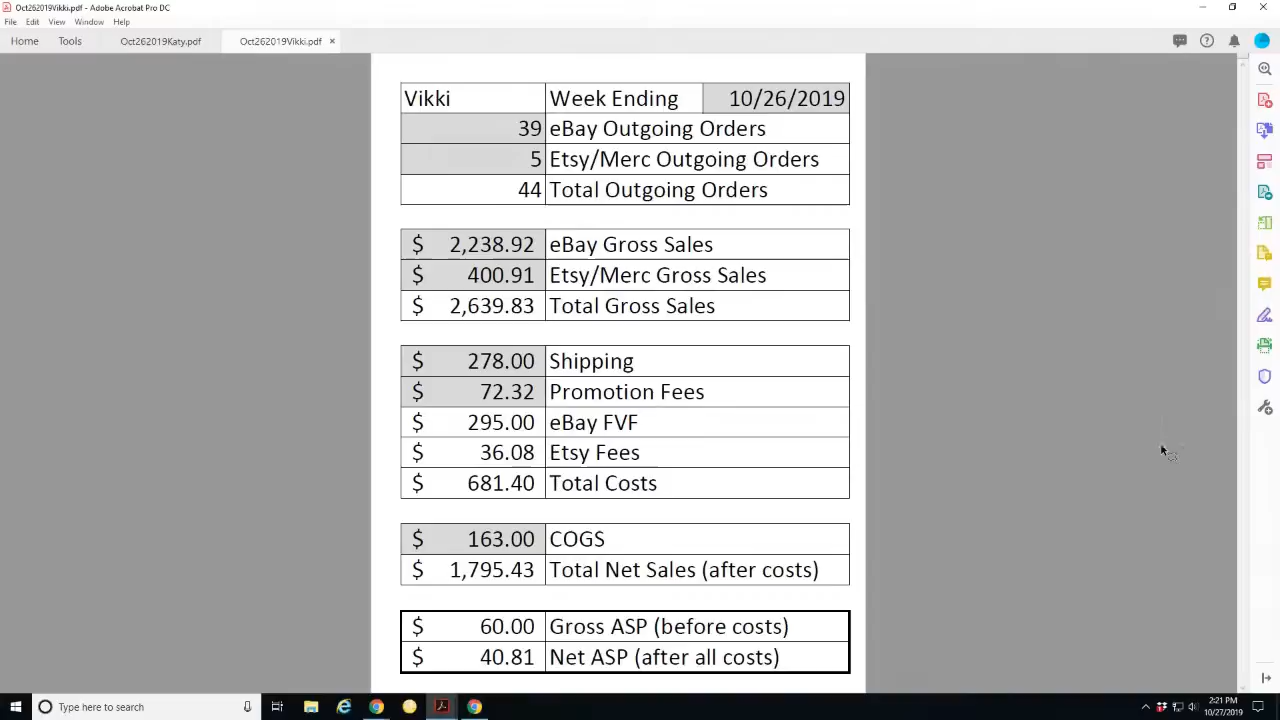 Oct262019Vikki.pdf - Adobe Acrobat Pro DC
File Edit View Window Help
Home Tools Oct262019Katy.pdf Oct262019Vikki.pdf ×
Vikki Week Ending 10/26/2019
39 eBay Outgoing Orders
5 Etsy/Merc Outgoing Orders
44 Total Outgoing Orders
$ 2,238.92 eBay Gross Sales
$ 400.91 Etsy/Merc Gross Sales
$ 2,639.83 Total Gross Sales
$ 278.00 Shipping
$ 72.32 Promotion Fees
$ 295.00 eBay FVF
$ 36.08 Etsy Fees
$ 681.40 Total Costs
$ 163.00 COGS
$ 1,795.43 Total Net Sales (after costs)
$ 60.00 Gross ASP (before costs)
$ 40.81 Net ASP (after all costs)
Type here to search
2:21 PM
10/27/2019